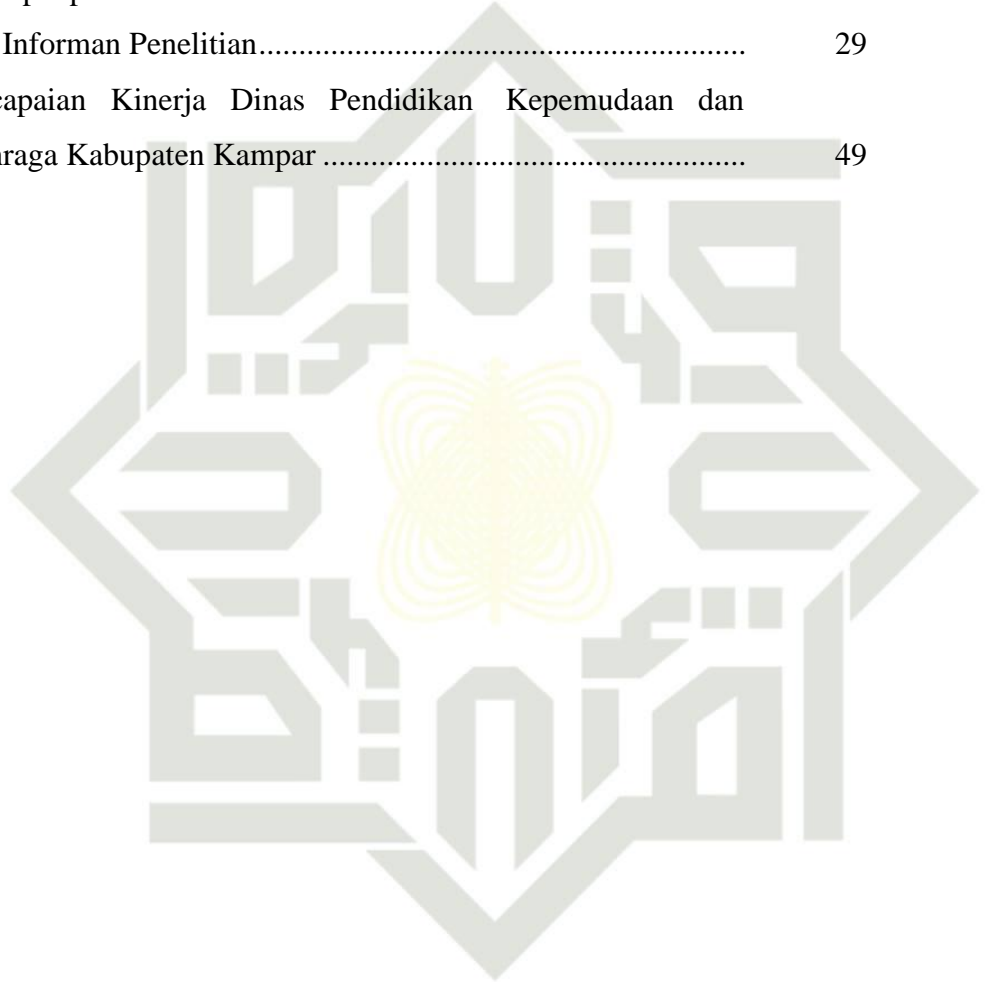 Informan Penelitian............................................................. 29
capaian Kinerja Dinas Pendidikan Kepemudaan dan
raga Kabupaten Kampar ..................................................... 49